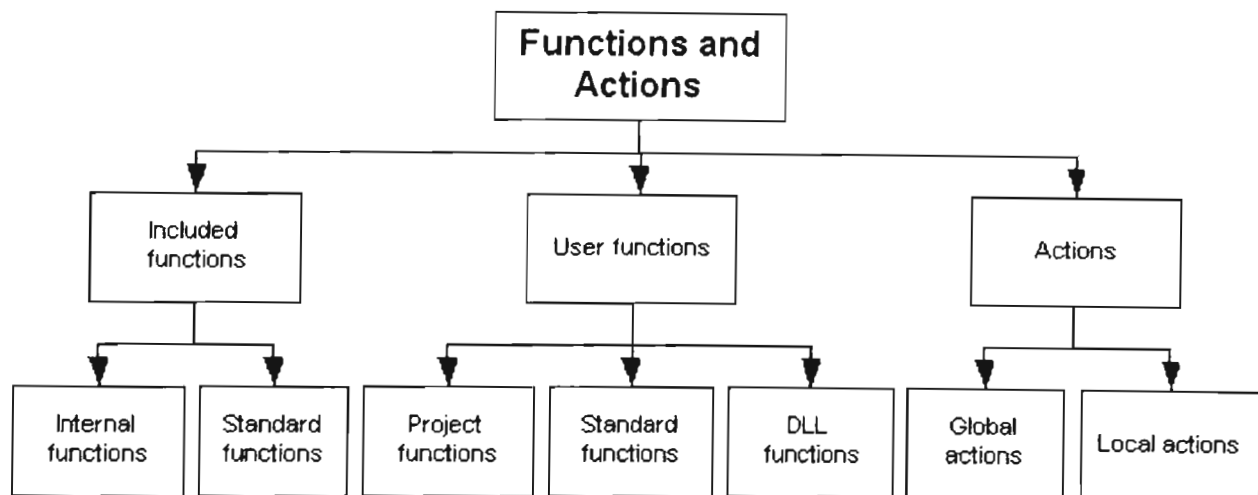 Functions and
Actions
Included
functions
User functions
Actions
Internal
functions
Standard
functions
Project
functions
Standard
functions
DLL
functions
Global
actions
Local actions